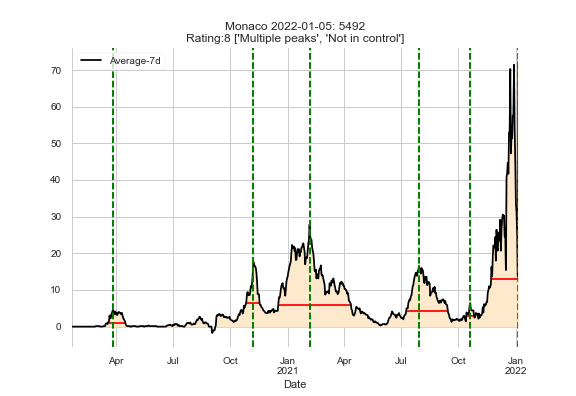 Monaco 2022-01-05: 5492
Rating:8 ['Multiple peaks', 'Not in control']
Average-7d
70
60
50
40
30
20
10
0
Apr Jul Oct Jan Apr Jul Oct Jan
2021 2022
Date